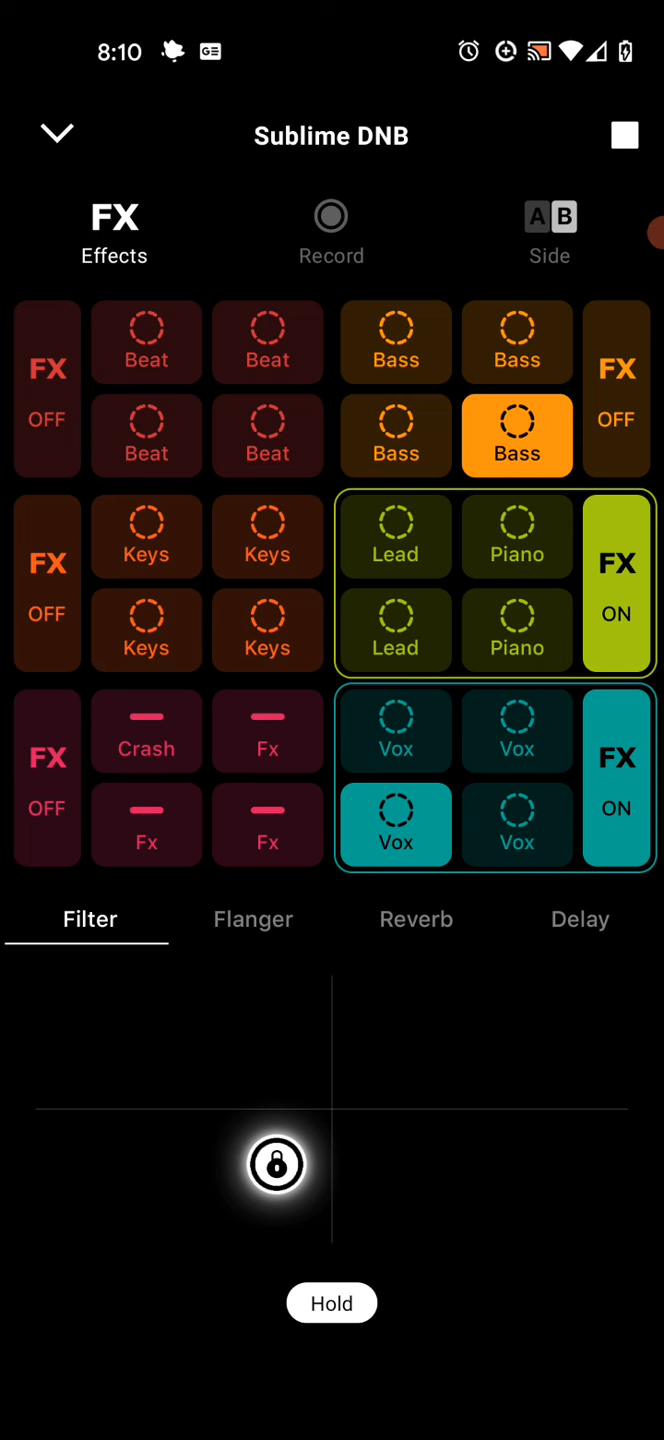 8:10 GE
Sublime DNB
FX A B
Effects Record Side
FX Beat Beat Bass Bass FX
OFF Beat Beat Bass Bass OFF
FX Keys Keys Lead Piano FX
OFF Keys Keys Lead Piano ON
FX Crash Fx Vox Vox FX
OFF Fx Fx Vox Vox ON
Filter Flanger Reverb Delay
Hold